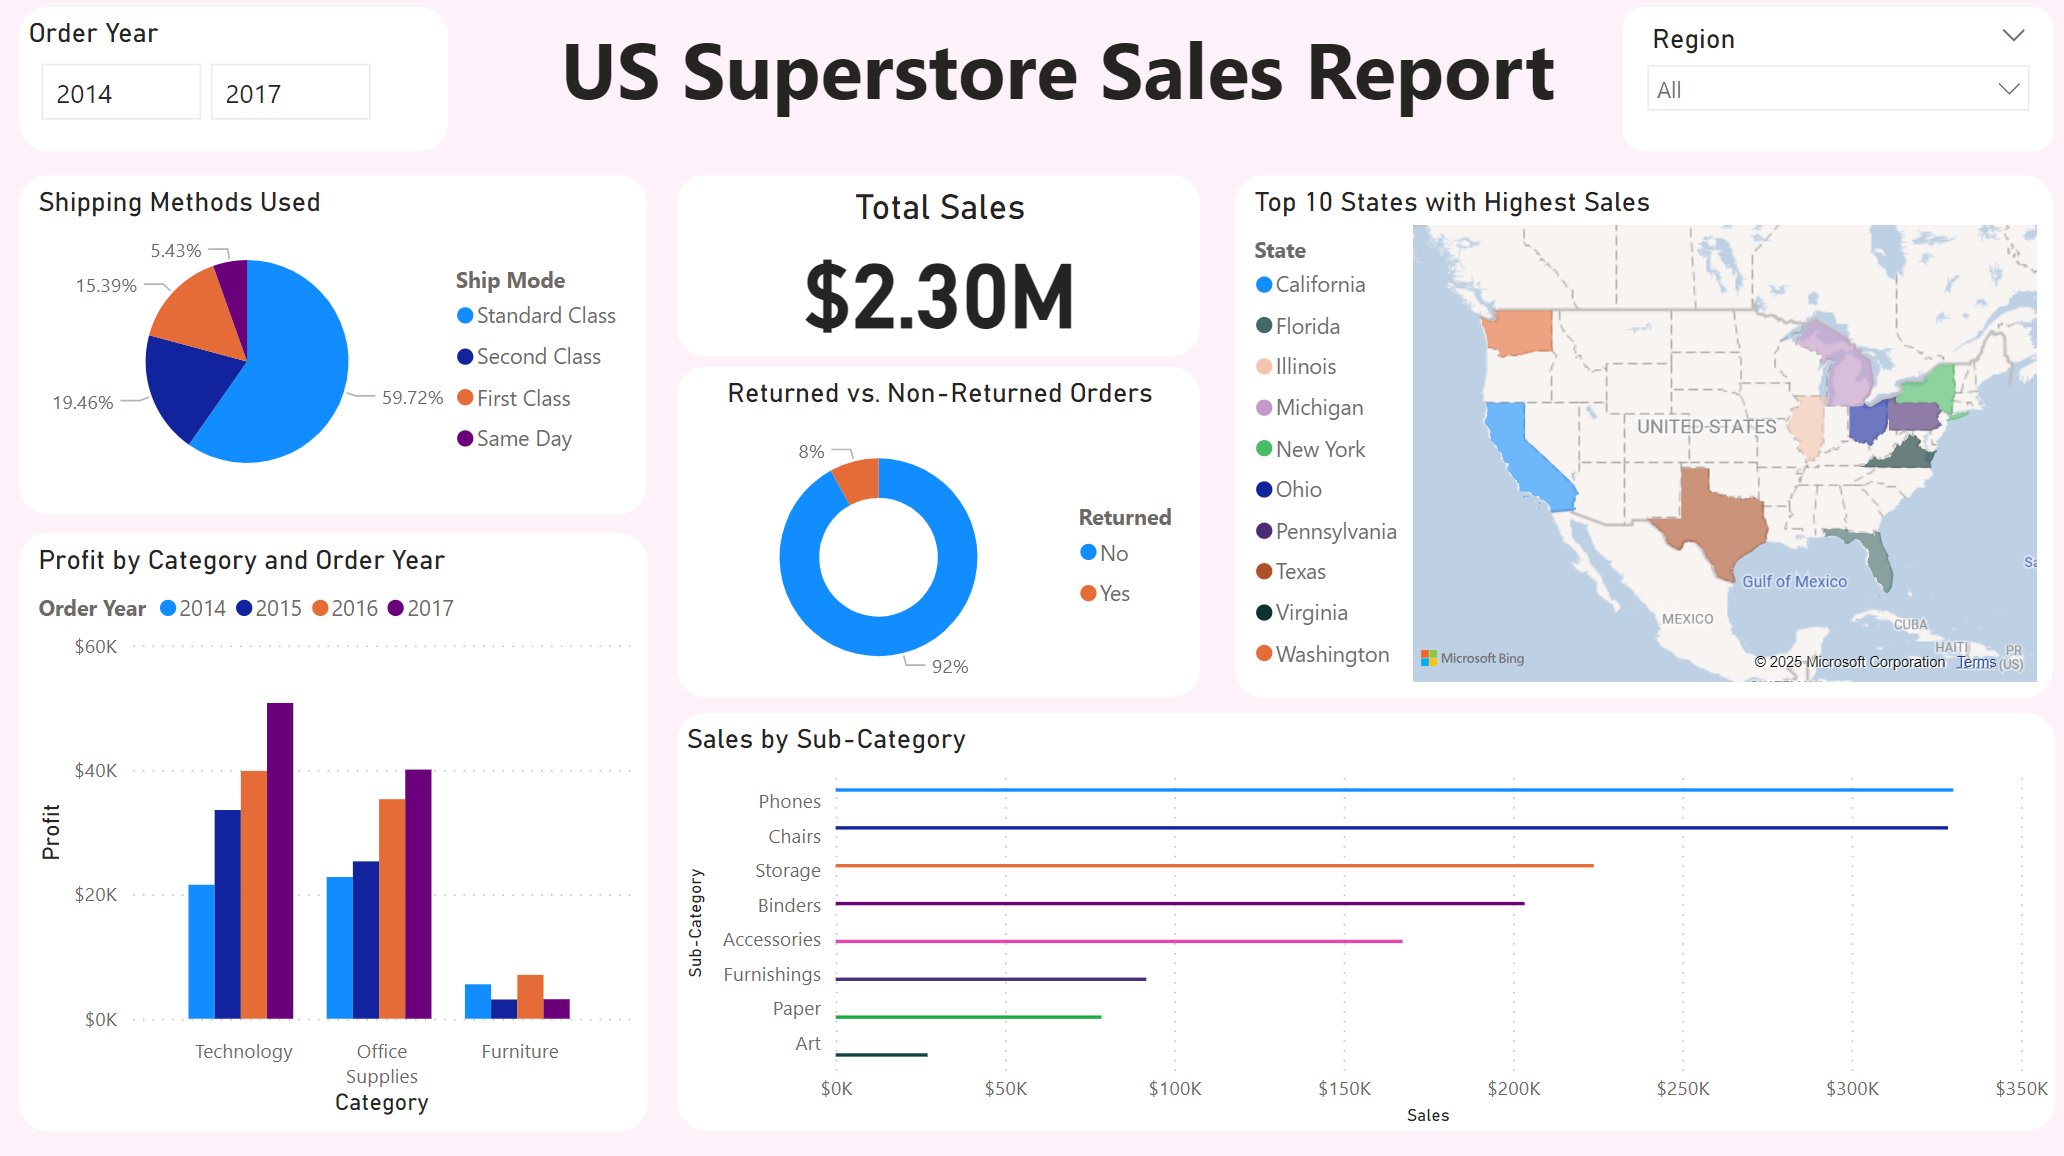 Order Year
2014
2017
US Superstore Sales Report
Region
All
Shipping Methods Used
5.43%
15.39%
19.46%
59.72%
Ship Mode
Standard Class
Second Class
First Class
Same Day
Total Sales
$2.30M
Returned vs. Non-Returned Orders
8%
92%
Returned
No
Yes
Top 10 States with Highest Sales
State
California
Florida
Illinois
Michigan
New York
Ohio
Pennsylvania
Texas
Virginia
Washington
UNITED STATES
Gulf of Mexico
MEXICO
CUBA
HAITI
PR
(US)
Microsoft Bing
© 2025 Microsoft Corporation Terms
Profit by Category and Order Year
Order Year 2014 2015 2016 2017
$60K
$40K
$20K
$0K
Profit
Technology
Office
Supplies
Furniture
Category
Sales by Sub-Category
Sub-Category
Phones
Chairs
Storage
Binders
Accessories
Furnishings
Paper
Art
$0K $50K $100K $150K $200K $250K $300K $350K
Sales